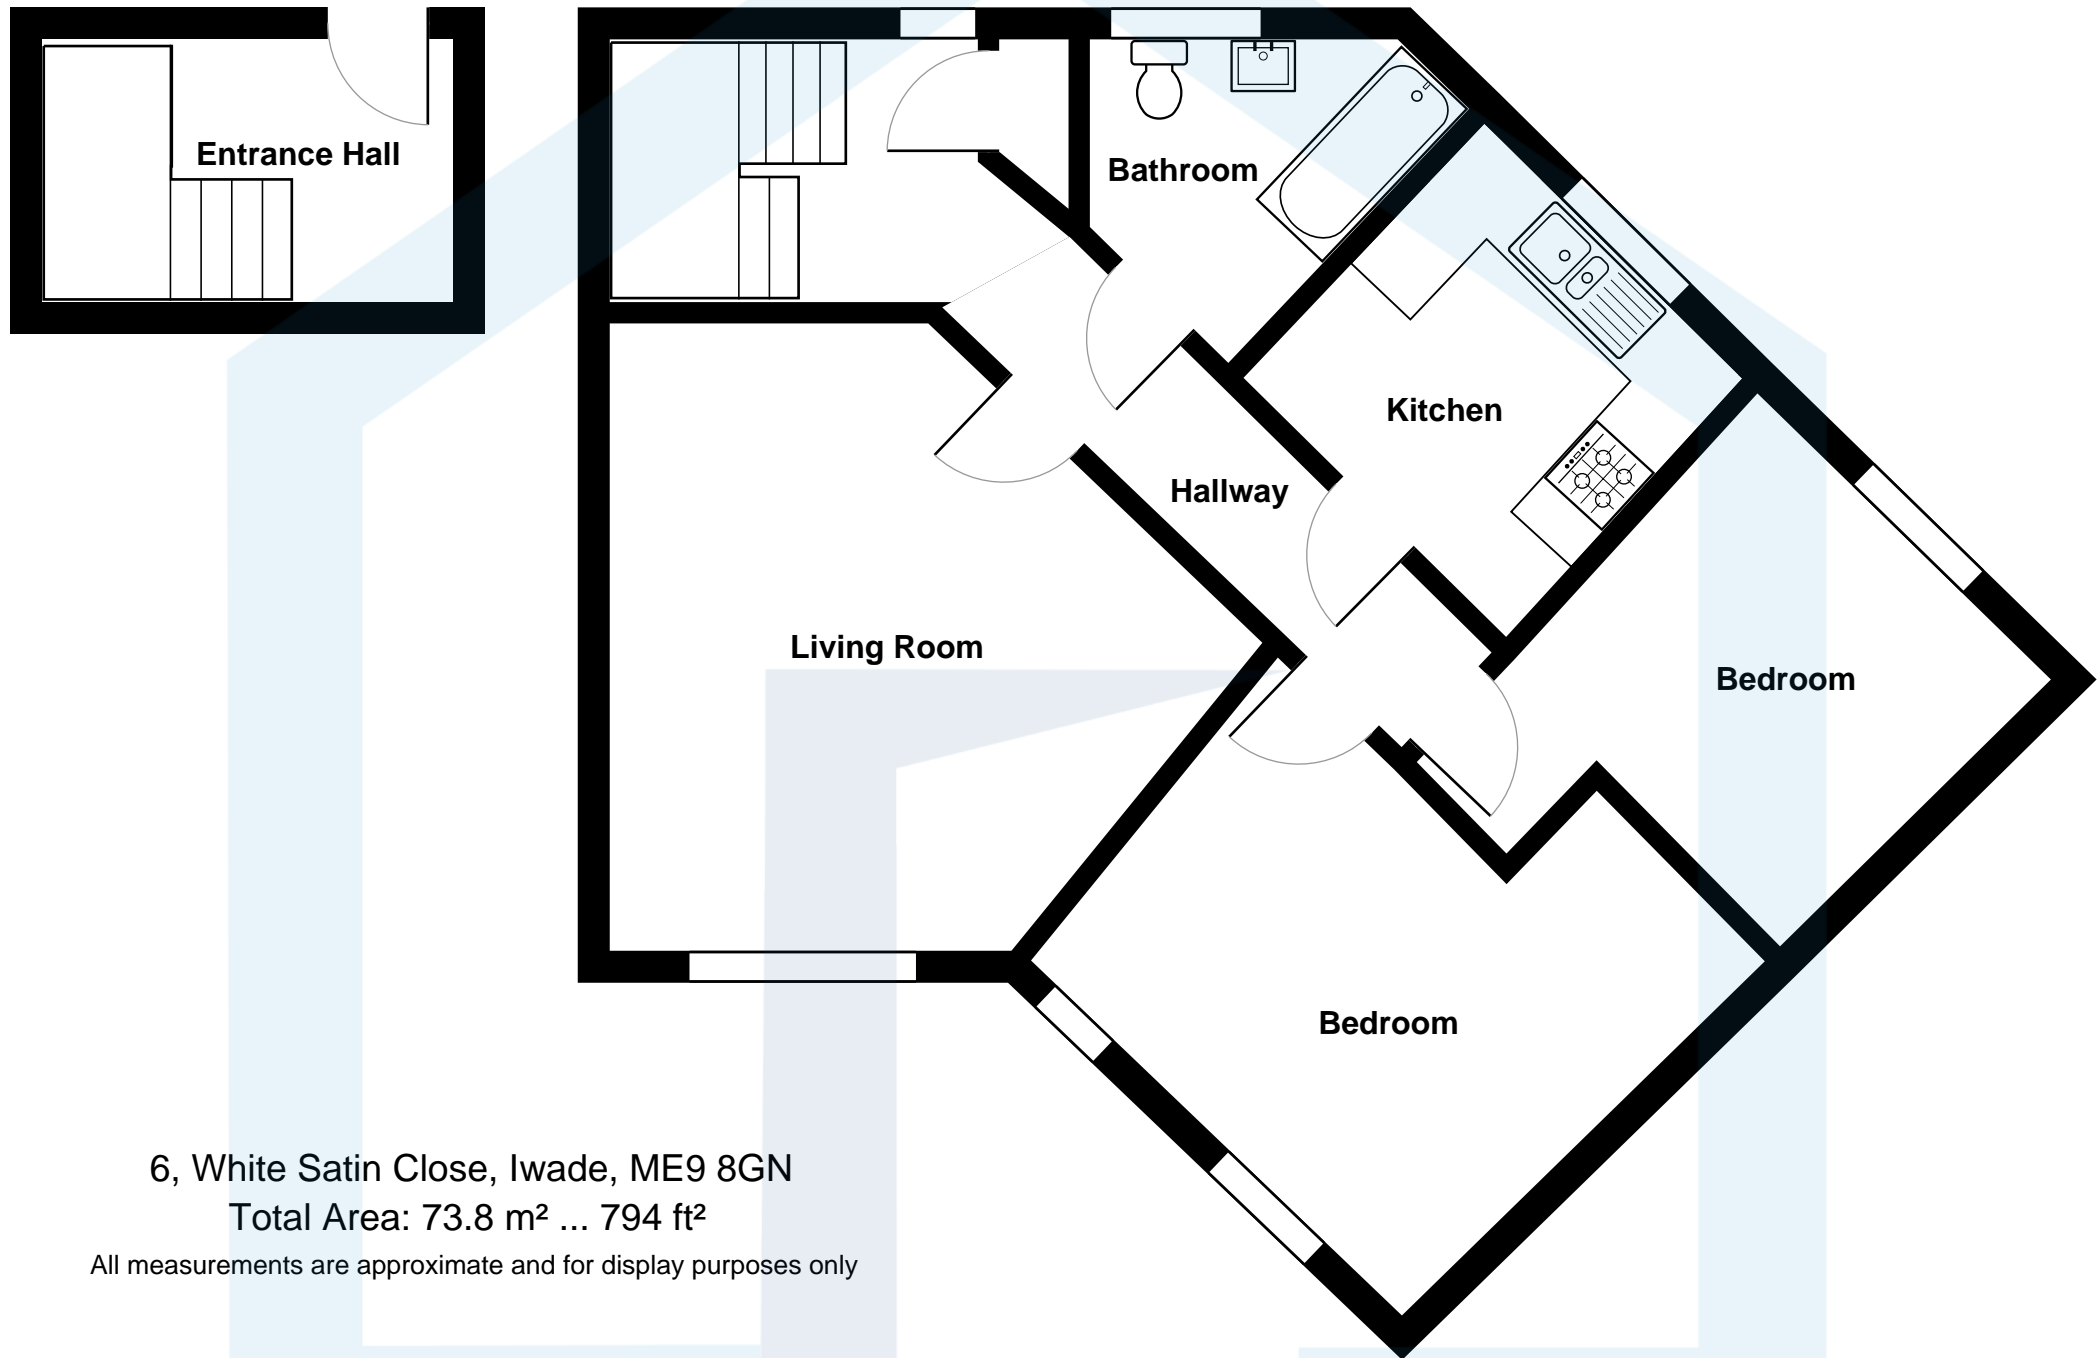 Entrance Hall
Bathroom
Kitchen
Hallway
Living Room
Bedroom
Bedroom
6, White Satin Close, Iwade, ME9 8GN
Total Area: 73.8 m² ... 794 ft²
All measurements are approximate and for display purposes only